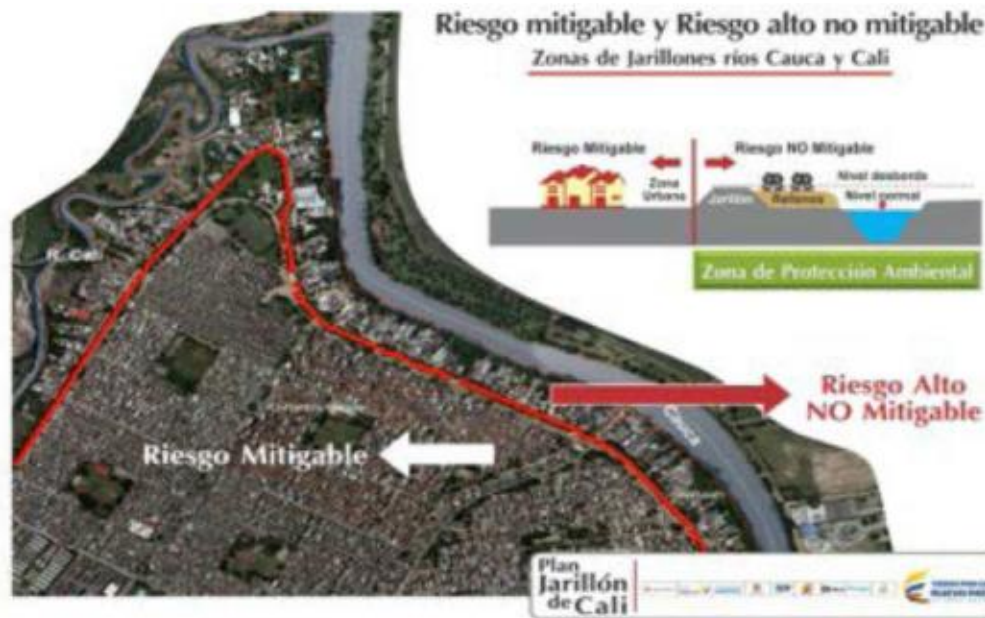 Riesgo mitigable y Riesgo alto no mitigable
Zonas de Jarillones ríos Cauca y Cali
Riesgo Mitigable
Riesgo NO Mitigable
Zona
Urbana
Nivel desborde
Jarillón
Rellenos
Nivel normal
Zona de Protección Ambiental
R. Cali
Riesgo Alto
NO Mitigable
Cauca
Riesgo Mitigable
Plan
Jarillón
de Cali